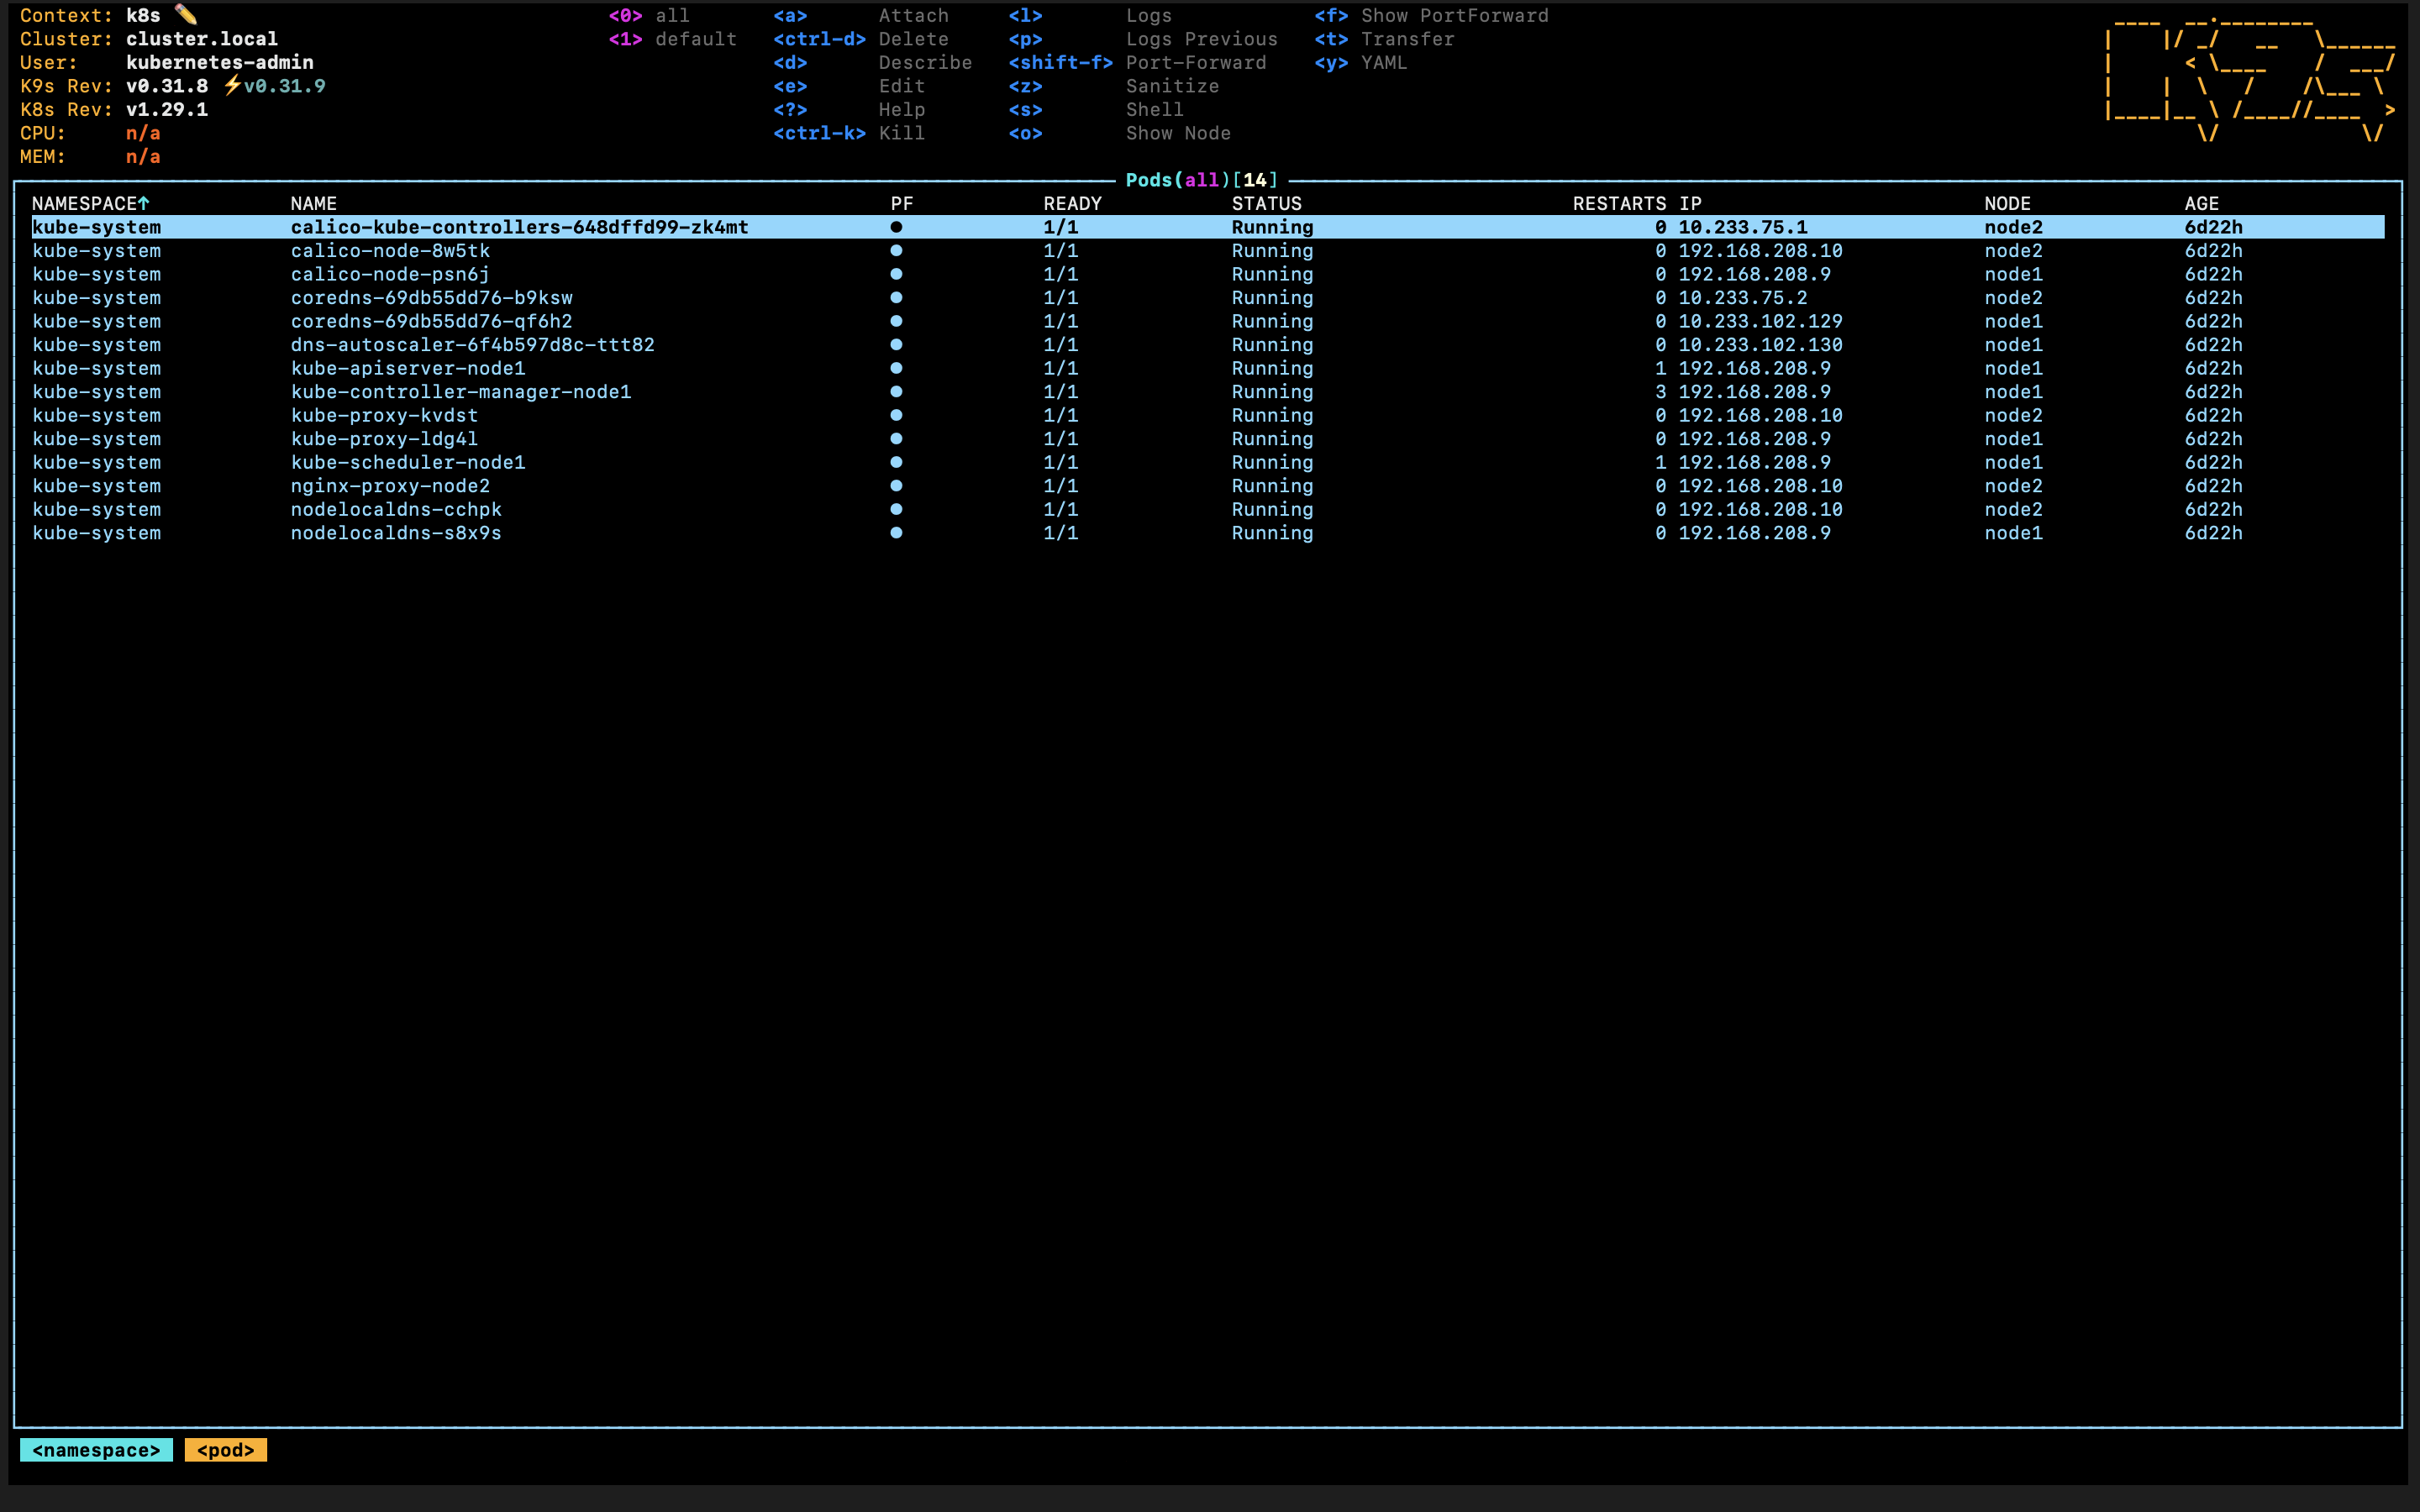 Context: k8s ✏️ <0> all <a> Attach <l> Logs <f> Show PortForward
Cluster: cluster.local <1> default <ctrl-d> Delete <p> Logs Previous <t> Transfer
User: kubernetes-admin <d> Describe <shift-f> Port-Forward <y> YAML
K9s Rev: v0.31.8 ⚡v0.31.9 <e> Edit <z> Sanitize
K8s Rev: v1.29.1 <?> Help <s> Shell
CPU: n/a <ctrl-k> Kill <o> Show Node
MEM: n/a
Pods(all)[14]
NAMESPACE↑ NAME PF READY STATUS RESTARTS IP NODE AGE
kube-system calico-kube-controllers-648dffd99-zk4mt ● 1/1 Running 0 10.233.75.1 node2 6d22h
kube-system calico-node-8w5tk ● 1/1 Running 0 192.168.208.10 node2 6d22h
kube-system calico-node-psn6j ● 1/1 Running 0 192.168.208.9 node1 6d22h
kube-system coredns-69db55dd76-b9ksw ● 1/1 Running 0 10.233.75.2 node2 6d22h
kube-system coredns-69db55dd76-qf6h2 ● 1/1 Running 0 10.233.102.129 node1 6d22h
kube-system dns-autoscaler-6f4b597d8c-ttt82 ● 1/1 Running 0 10.233.102.130 node1 6d22h
kube-system kube-apiserver-node1 ● 1/1 Running 1 192.168.208.9 node1 6d22h
kube-system kube-controller-manager-node1 ● 1/1 Running 3 192.168.208.9 node1 6d22h
kube-system kube-proxy-kvdst ● 1/1 Running 0 192.168.208.10 node2 6d22h
kube-system kube-proxy-ldg4l ● 1/1 Running 0 192.168.208.9 node1 6d22h
kube-system kube-scheduler-node1 ● 1/1 Running 1 192.168.208.9 node1 6d22h
kube-system nginx-proxy-node2 ● 1/1 Running 0 192.168.208.10 node2 6d22h
kube-system nodelocaldns-cchpk ● 1/1 Running 0 192.168.208.10 node2 6d22h
kube-system nodelocaldns-s8x9s ● 1/1 Running 0 192.168.208.9 node1 6d22h
<namespace> <pod>